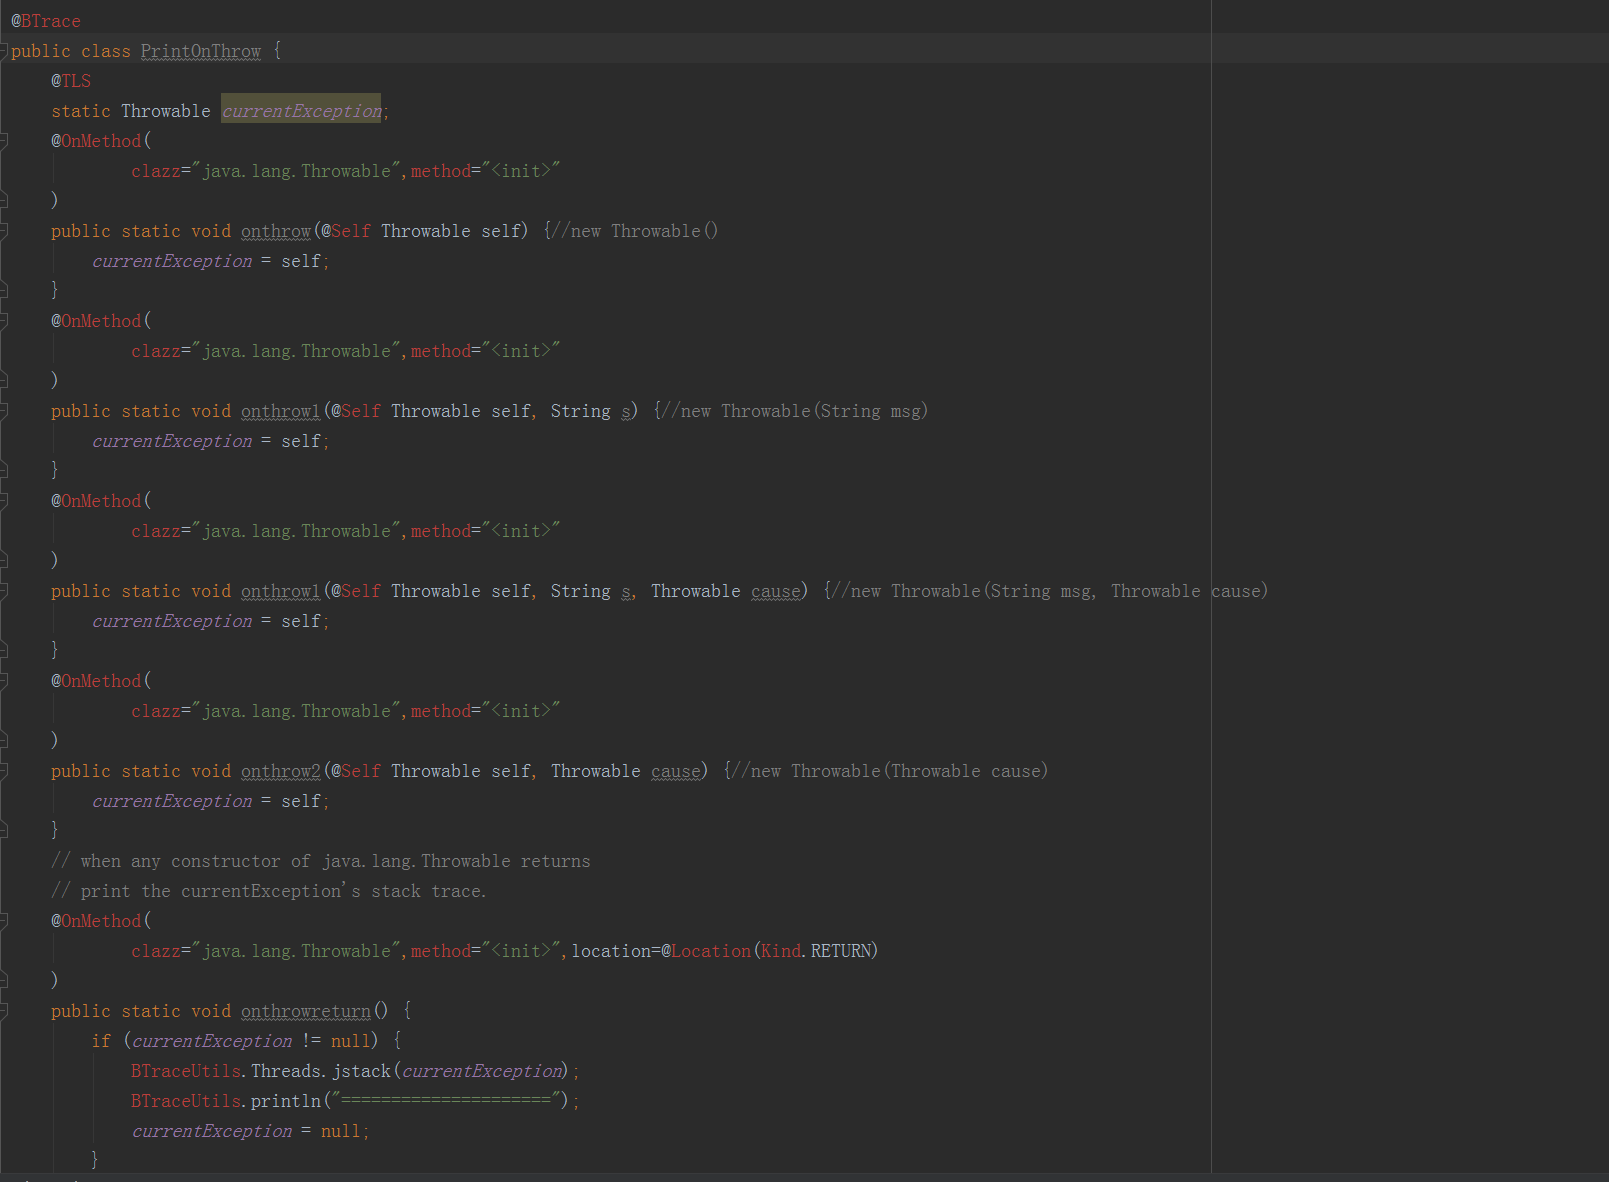 @BTrace
public class PrintOnThrow {
    @TLS
    static Throwable currentException;
    @OnMethod(
            clazz="java.lang.Throwable",method="<init>"
    )
    public static void onthrow(@Self Throwable self) {//new Throwable()
        currentException = self;
    }
    @OnMethod(
            clazz="java.lang.Throwable",method="<init>"
    )
    public static void onthrow1(@Self Throwable self, String s) {//new Throwable(String msg)
        currentException = self;
    }
    @OnMethod(
            clazz="java.lang.Throwable",method="<init>"
    )
    public static void onthrow1(@Self Throwable self, String s, Throwable cause) {//new Throwable(String msg, Throwable cause)
        currentException = self;
    }
    @OnMethod(
            clazz="java.lang.Throwable",method="<init>"
    )
    public static void onthrow2(@Self Throwable self, Throwable cause) {//new Throwable(Throwable cause)
        currentException = self;
    }
    // when any constructor of java.lang.Throwable returns
    // print the currentException's stack trace.
    @OnMethod(
            clazz="java.lang.Throwable",method="<init>",location=@Location(Kind.RETURN)
    )
    public static void onthrowreturn() {
        if (currentException != null) {
            BTraceUtils.Threads.jstack(currentException);
            BTraceUtils.println("=====================");
            currentException = null;
        }